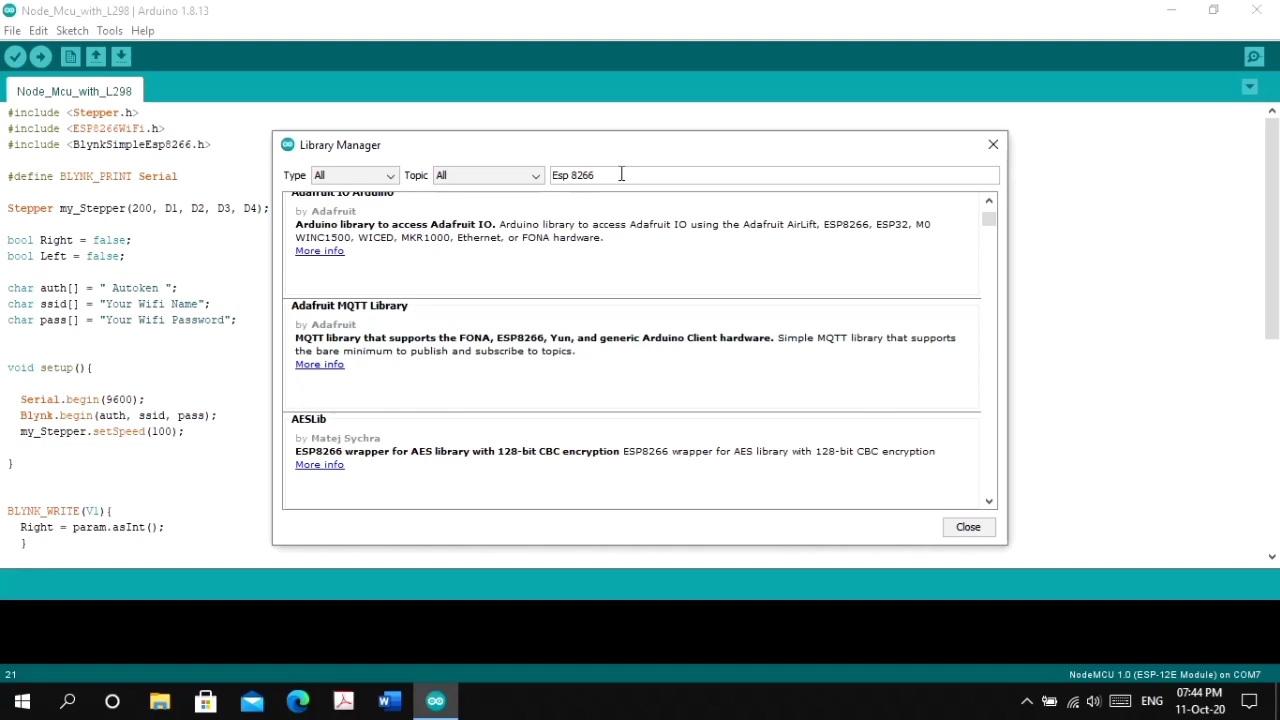 Node_Mcu_with_L298 | Arduino 1.8.13
File Edit Sketch Tools Help
Node_Mcu_with_L298
#include <Stepper.h>
#include <ESP8266WiFi.h>
#include <BlynkSimpleEsp8266.h>
#define BLYNK_PRINT Serial
Stepper my_Stepper(200, D1, D2, D3, D4);
bool Right = false;
bool Left = false;
char auth[] = " Autoken ";
char ssid[] = "Your Wifi Name";
char pass[] = "Your Wifi Password";
void setup(){
Serial.begin(9600);
Blynk.begin(auth, ssid, pass);
my_Stepper.setSpeed(100);
}
BLYNK_WRITE(V1){
Right = param.asInt();
}
Library Manager
Type All Topic All Esp 8266
Adafruit IO Arduino
by Adafruit
Arduino library to access Adafruit IO. Arduino library to access Adafruit IO using the Adafruit AirLift, ESP8266, ESP32, M0
WINC1500, WICED, MKR1000, Ethernet, or FONA hardware.
More info
Adafruit MQTT Library
by Adafruit
MQTT library that supports the FONA, ESP8266, Yun, and generic Arduino Client hardware. Simple MQTT library that supports
the bare minimum to publish and subscribe to topics.
More info
AESLib
by Matej Sychra
ESP8266 wrapper for AES library with 128-bit CBC encryption ESP8266 wrapper for AES library with 128-bit CBC encryption
More info
Close
21
NodeMCU 1.0 (ESP-12E Module) on COM7
W
ENG
07:44 PM
11-Oct-20